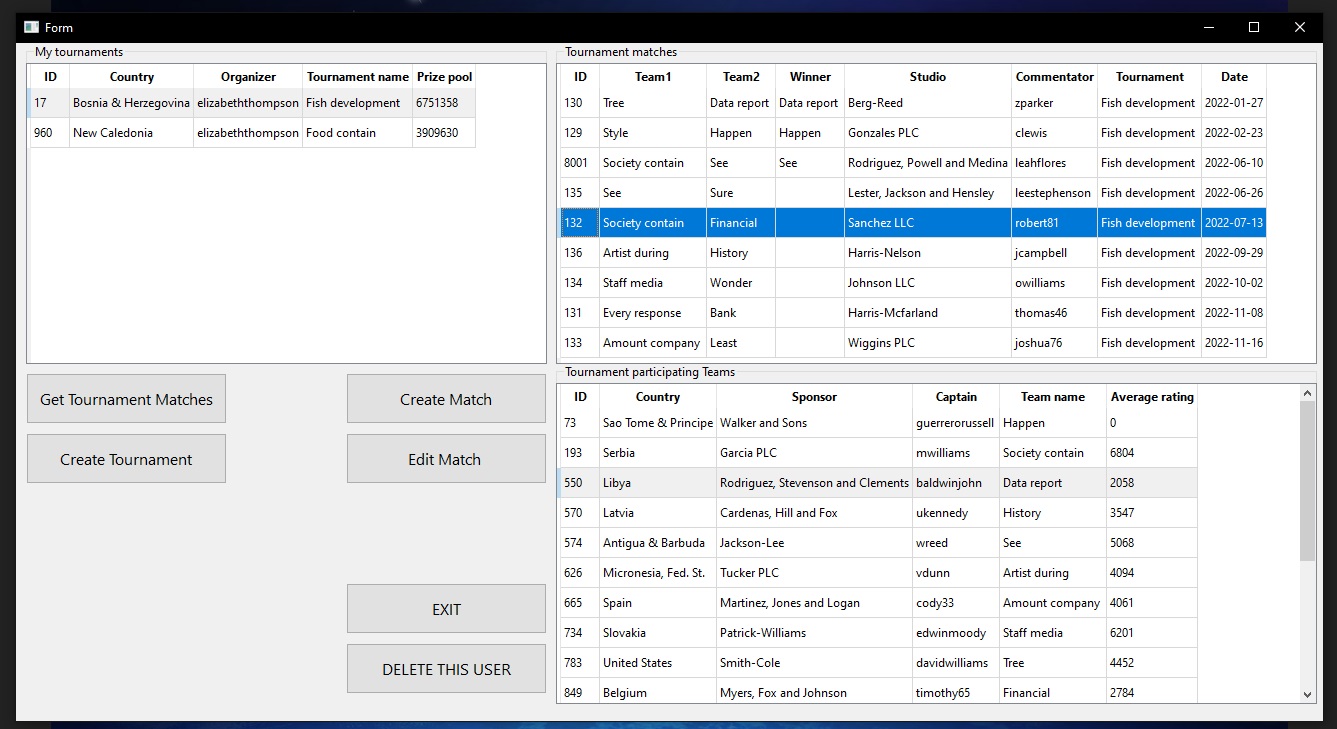 Form
My tournaments
ID Country Organizer Tournament name Prize pool
17 Bosnia & Herzegovina elizabeththompson Fish development 6751358
960 New Caledonia elizabeththompson Food contain 3909630
Tournament matches
ID Team1 Team2 Winner Studio Commentator Tournament Date
130 Tree Data report Data report Berg-Reed zparker Fish development 2022-01-27
129 Style Happen Happen Gonzales PLC clewis Fish development 2022-02-23
8001 Society contain See See Rodriguez, Powell and Medina leahflores Fish development 2022-06-10
135 See Sure Lester, Jackson and Hensley leestephenson Fish development 2022-06-26
132 Society contain Financial Sanchez LLC robert81 Fish development 2022-07-13
136 Artist during History Harris-Nelson jcampbell Fish development 2022-09-29
134 Staff media Wonder Johnson LLC owilliams Fish development 2022-10-02
131 Every response Bank Harris-Mcfarland thomas46 Fish development 2022-11-08
133 Amount company Least Wiggins PLC joshua76 Fish development 2022-11-16
Get Tournament Matches
Create Match
Create Tournament
Edit Match
EXIT
DELETE THIS USER
Tournament participating Teams
ID Country Sponsor Captain Team name Average rating
73 Sao Tome & Principe Walker and Sons guerrerorussell Happen 0
193 Serbia Garcia PLC mwilliams Society contain 6804
550 Libya Rodriguez, Stevenson and Clements baldwinjohn Data report 2058
570 Latvia Cardenas, Hill and Fox ukennedy History 3547
574 Antigua & Barbuda Jackson-Lee wreed See 5068
626 Micronesia, Fed. St. Tucker PLC vdunn Artist during 4094
665 Spain Martinez, Jones and Logan cody33 Amount company 4061
734 Slovakia Patrick-Williams edwinmoody Staff media 6201
783 United States Smith-Cole davidwilliams Tree 4452
849 Belgium Myers, Fox and Johnson timothy65 Financial 2784